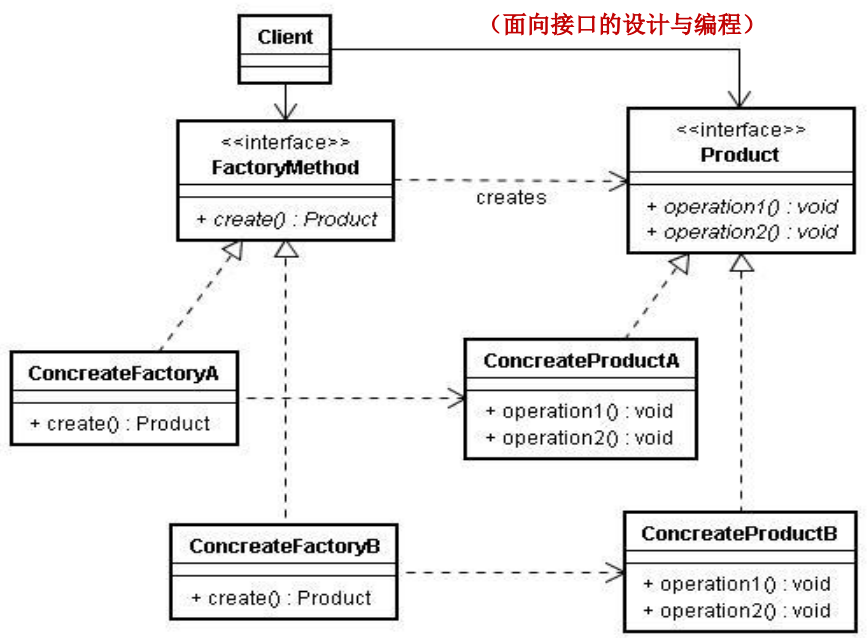 (面向接口的设计与编程)
Client
<<interface>>
FactoryMethod
+ create() : Product
creates
<<interface>>
Product
+ operation1() : void
+ operation2() : void
ConcreateFactoryA
+ create() : Product
ConcreateProductA
+ operation1() : void
+ operation2() : void
ConcreateFactoryB
+ create() : Product
ConcreateProductB
+ operation1() : void
+ operation2() : void